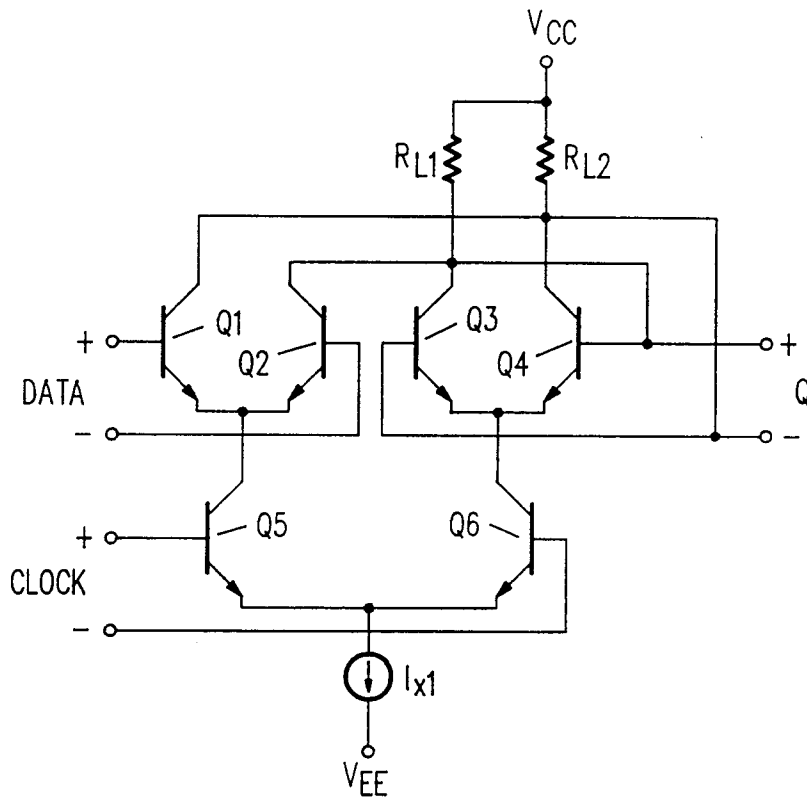 VCC
RL1 RL2
+ Q1 Q2 Q3 Q4 +
DATA Q
- -
+ Q5 Q6
CLOCK
-
Ix1
VEE